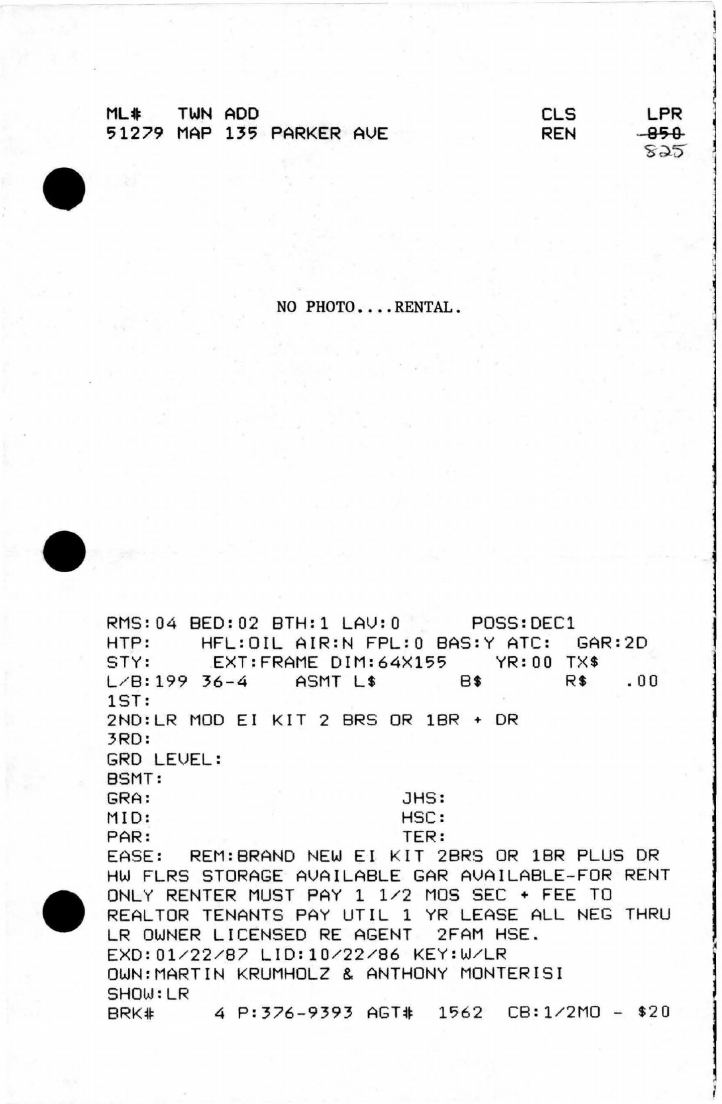 ML# TWN ADD CLS LPR
51279 MAP 135 PARKER AVE REN 850
825
NO PHOTO....RENTAL.
RMS:04 BED:02 BTH:1 LAV:0 POSS:DEC1
HTP: HFL:OIL AIR:N FPL:0 BAS:Y ATC: GAR:2D
STY: EXT:FRAME DIM:64X155 YR:00 TX$
L/B:199 36-4 ASMT L$ B$ R$ .00
1ST:
2ND:LR MOD EI KIT 2 BRS OR 1BR + DR
3RD:
GRD LEVEL:
BSMT:
GRA: JHS:
MID: HSC:
PAR: TER:
EASE: REM:BRAND NEW EI KIT 2BRS OR 1BR PLUS DR
HW FLRS STORAGE AVAILABLE GAR AVAILABLE-FOR RENT
ONLY RENTER MUST PAY 1 1/2 MOS SEC + FEE TO
REALTOR TENANTS PAY UTIL 1 YR LEASE ALL NEG THRU
LR OWNER LICENSED RE AGENT 2FAM HSE.
EXD:01/22/87 LID:10/22/86 KEY:W/LR
OWN:MARTIN KRUMHOLZ & ANTHONY MONTERISI
SHOW:LR
BRK# 4 P:376-9393 AGT# 1562 CB:1/2MO - $20